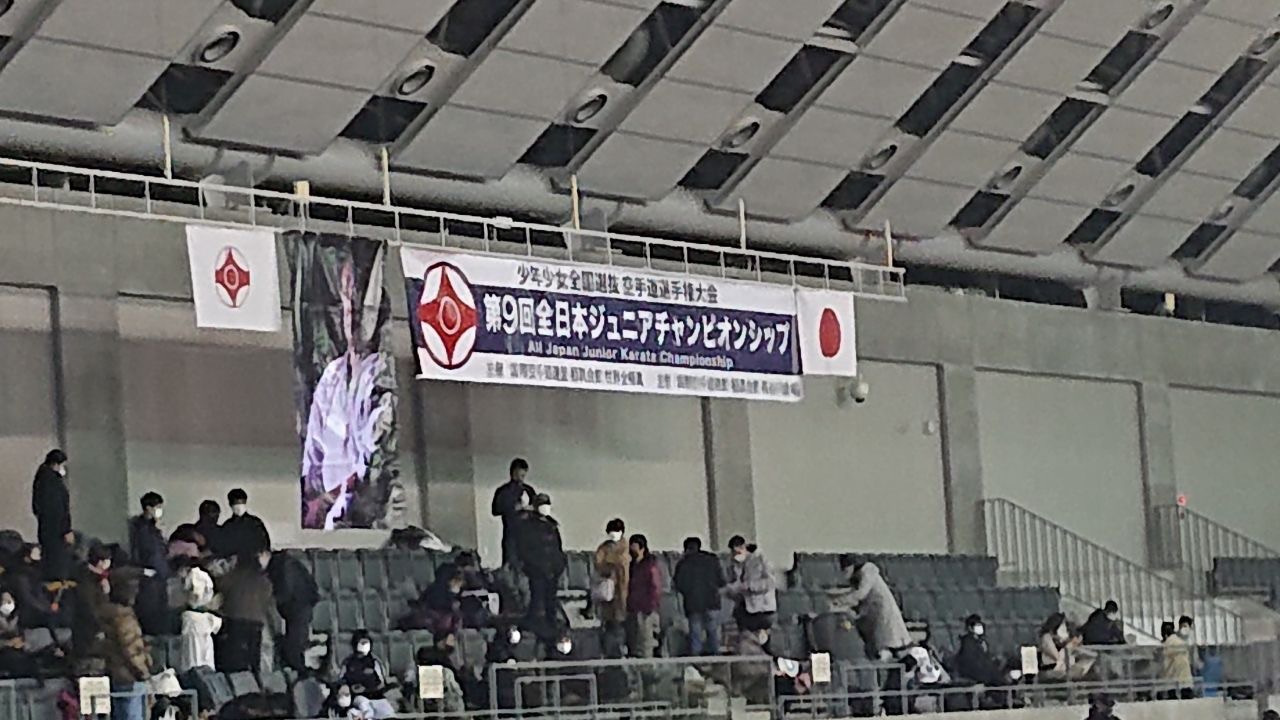 少年少女全国選抜 空手道選手権大会
第9回全日本ジュニアチャンピオンシップ
All Japan Junior Karate Championship